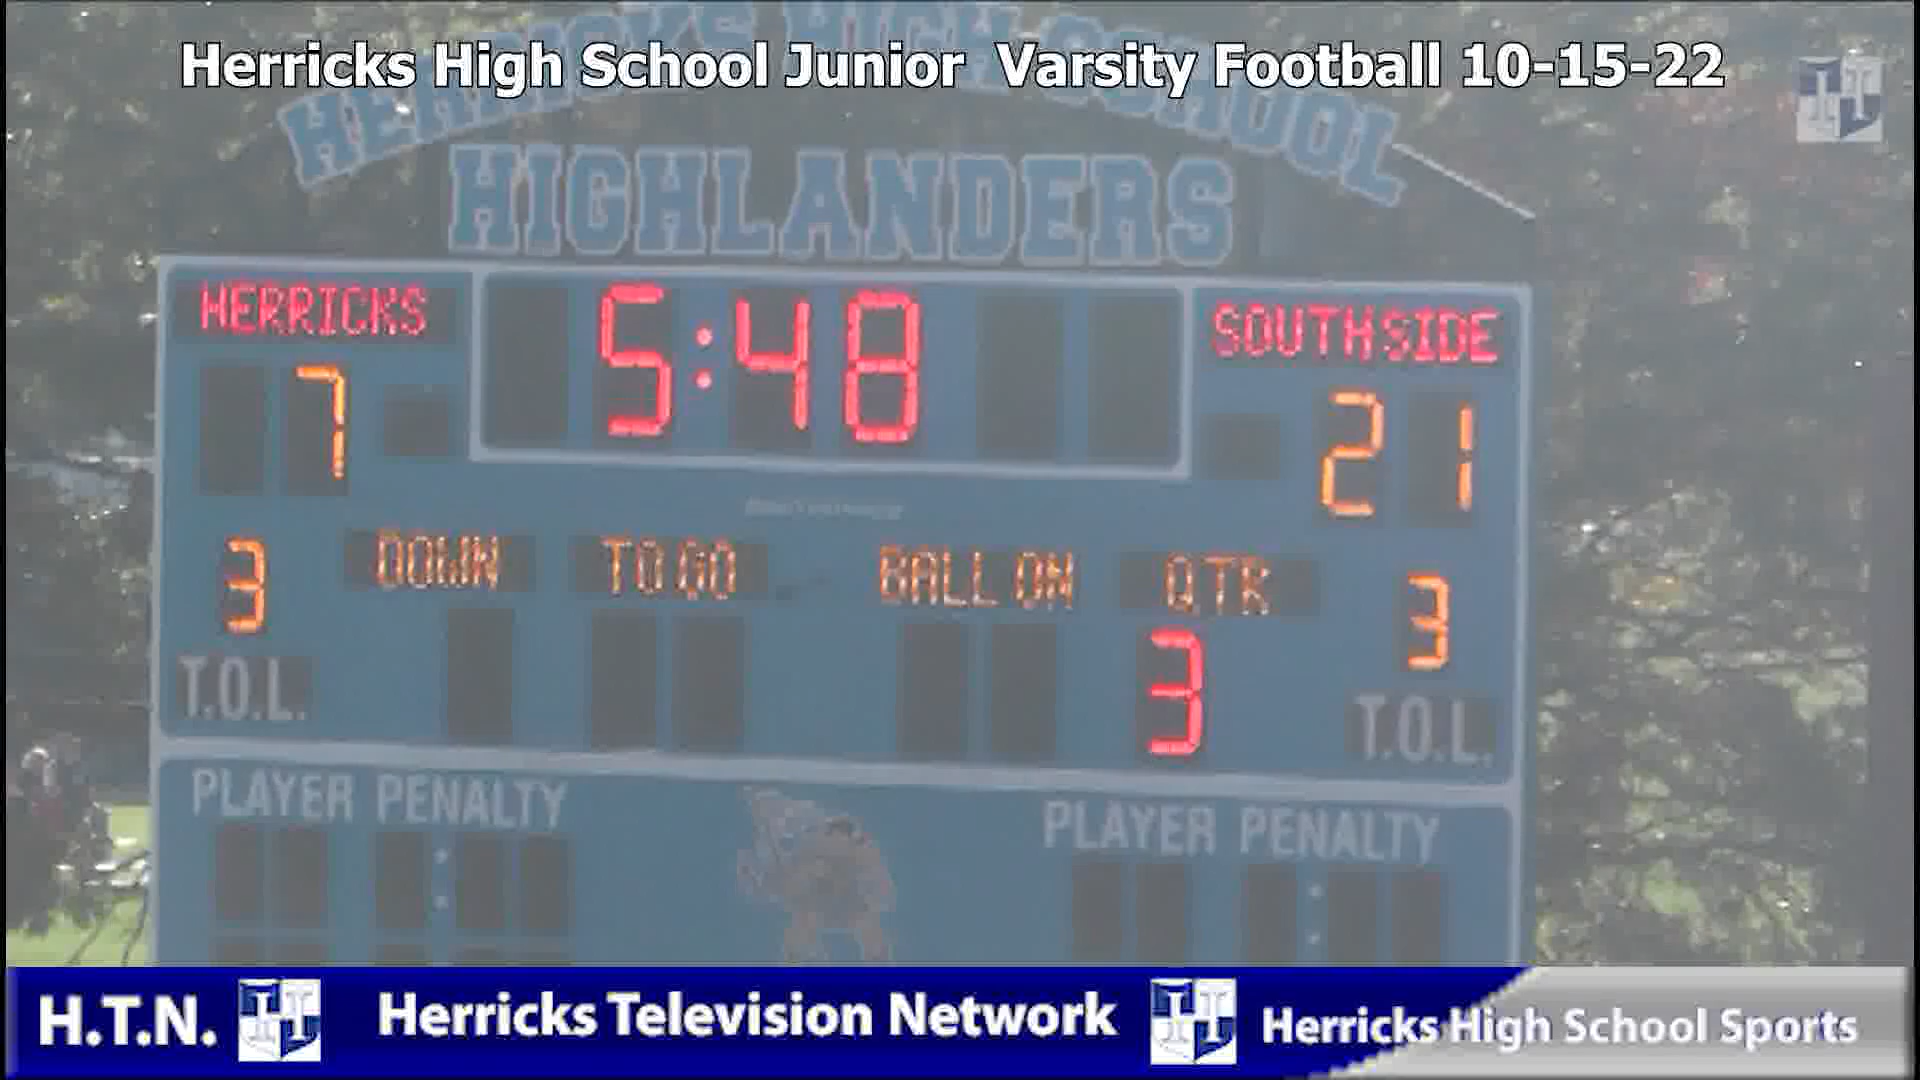 Herricks High School Junior  Varsity Football 10-15-22
HERRICKS HIGH SCHOOL
HIGHLANDERS
HERRICKS 5:48 SOUTHSIDE
7 21
3 DOWN TO GO BALL ON QTR 3
3
T.O.L. T.O.L.
PLAYER PENALTY PLAYER PENALTY
H.T.N. H Herricks Television Network H Herricks High School Sports